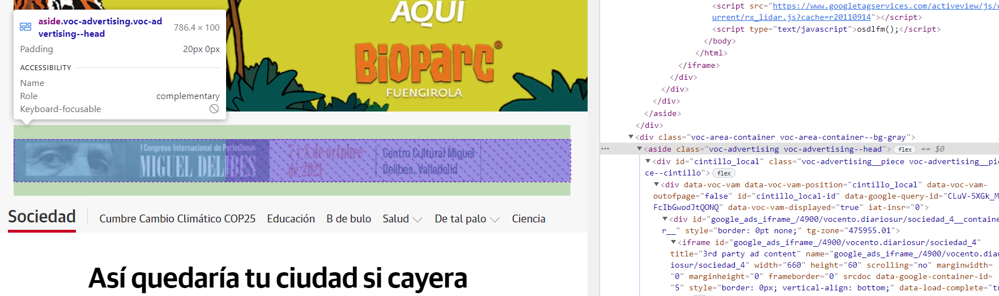 AQUÍ
BIOPARC®
FUENGIROLA
aside.voc-advertising.voc-ad
vertising--head
786.4 × 100
Padding
20px 0px
ACCESSIBILITY
Name
Role
complementary
Keyboard-focusable
I Congreso Internacional de Periodismo
MIGUEL DELIBES
7 y 8 de octubre
de 2021
Centro Cultural Miguel
Delibes, Valladolid
Sociedad
Cumbre Cambio Climático COP25
Educación
B de bulo
Salud
De tal palo
Ciencia
Así quedaría tu ciudad si cayera
<script src="https://www.googletagservices.com/activeview/js/c
urrent/rx_lidar.js?cache=r20110914"></script>
<script type="text/javascript">osdlfm();</script>
</body>
</html>
</iframe>
</div>
</div>
</div>
</aside>
</div>
<div class="voc-area-container voc-area-container--bg-gray">
<aside class="voc-advertising voc-advertising--head"> flex == $0
<div id="cintillo_local" class="voc-advertising__piece voc-advertising__pie
ce--cintillo"> flex
<div data-voc-vam data-voc-vam-position="cintillo_local" data-voc-vam-
outofpage="false" id="cintillo_local-id" data-google-query-id="CLuV-5XGk_M
FcIbGwodJtQONQ" data-voc-vam-displayed="true" iat-insr="0">
<div id="google_ads_iframe_/4900/vocento.diariosur/sociedad_4__containe
r__" style="border: 0pt none;" tg-zone="475955.01">
<iframe id="google_ads_iframe_/4900/vocento.diariosur/sociedad_4"
title="3rd party ad content" name="google_ads_iframe_/4900/vocento.diar
iosur/sociedad_4" width="660" height="60" scrolling="no" marginwidth=
"0" marginheight="0" frameborder="0" srcdoc data-google-container-id=
"5" style="border: 0px; vertical-align: bottom;" data-load-complete="t